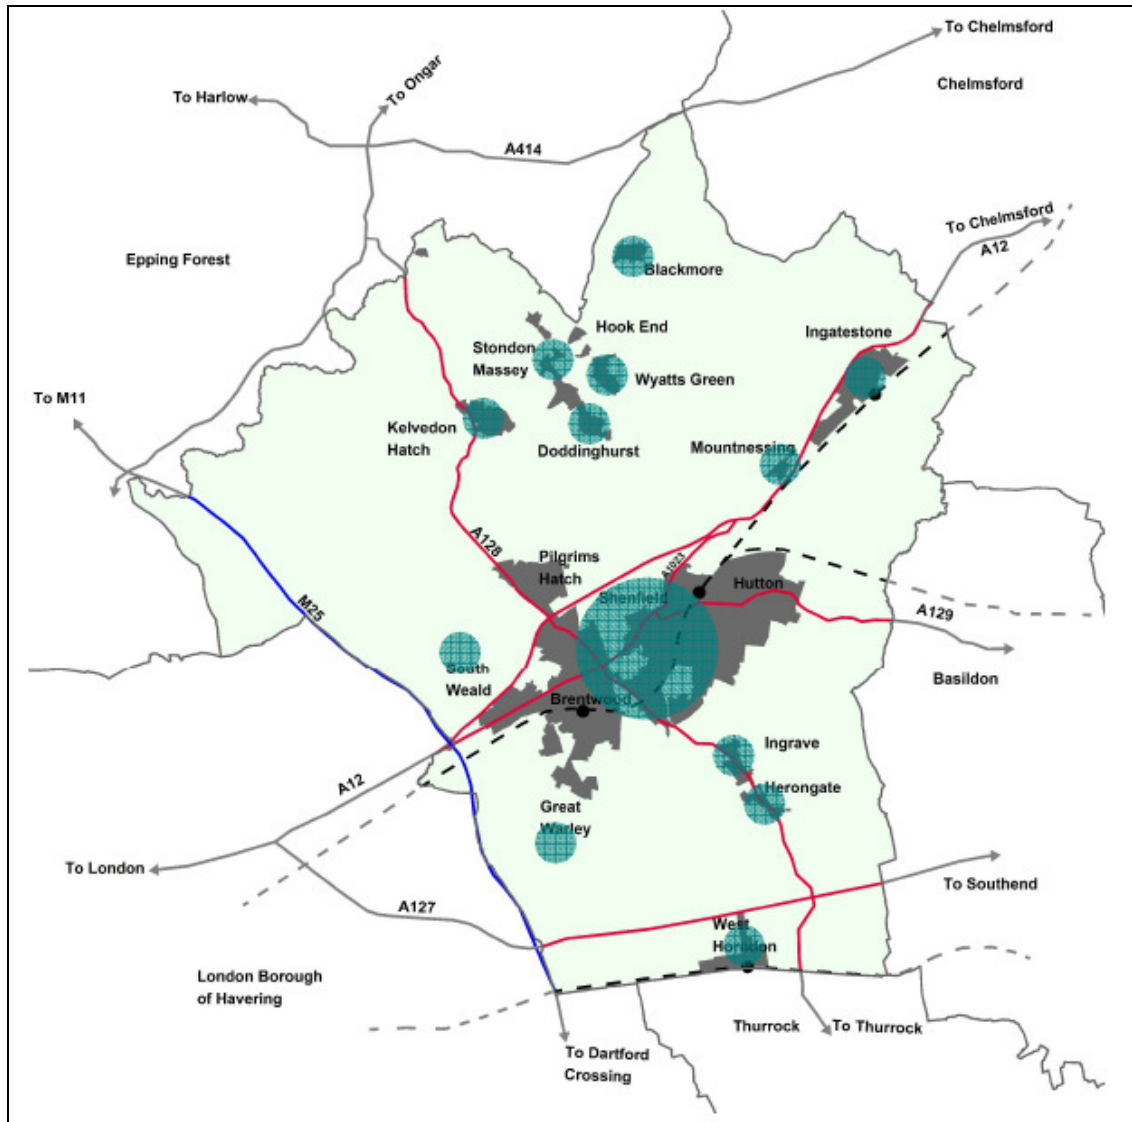 To Chelmsford
Chelmsford
To Harlow
To Ongar
A414
To Chelmsford
A12
Epping Forest
Blackmore
Hook End
Ingatestone
Stondon
Massey
Wyatts Green
To M11
Kelvedon
Hatch
Doddinghurst
Mountnessing
A128
Pilgrims
Hatch
A1023
Hutton
Shenfield
M25
A129
South
Weald
Basildon
Brentwood
Ingrave
A12
Herongate
Great
Warley
To London
To Southend
A127
West
Horndon
London Borough
of Havering
Thurrock
To Thurrock
To Dartford
Crossing